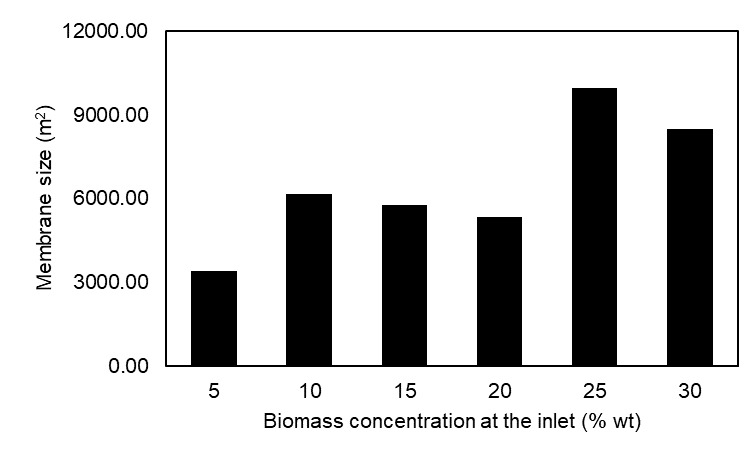 12000.00
9000.00
6000.00
3000.00
0.00
Membrane size (m²)
5 10 15 20 25 30
Biomass concentration at the inlet (% wt)